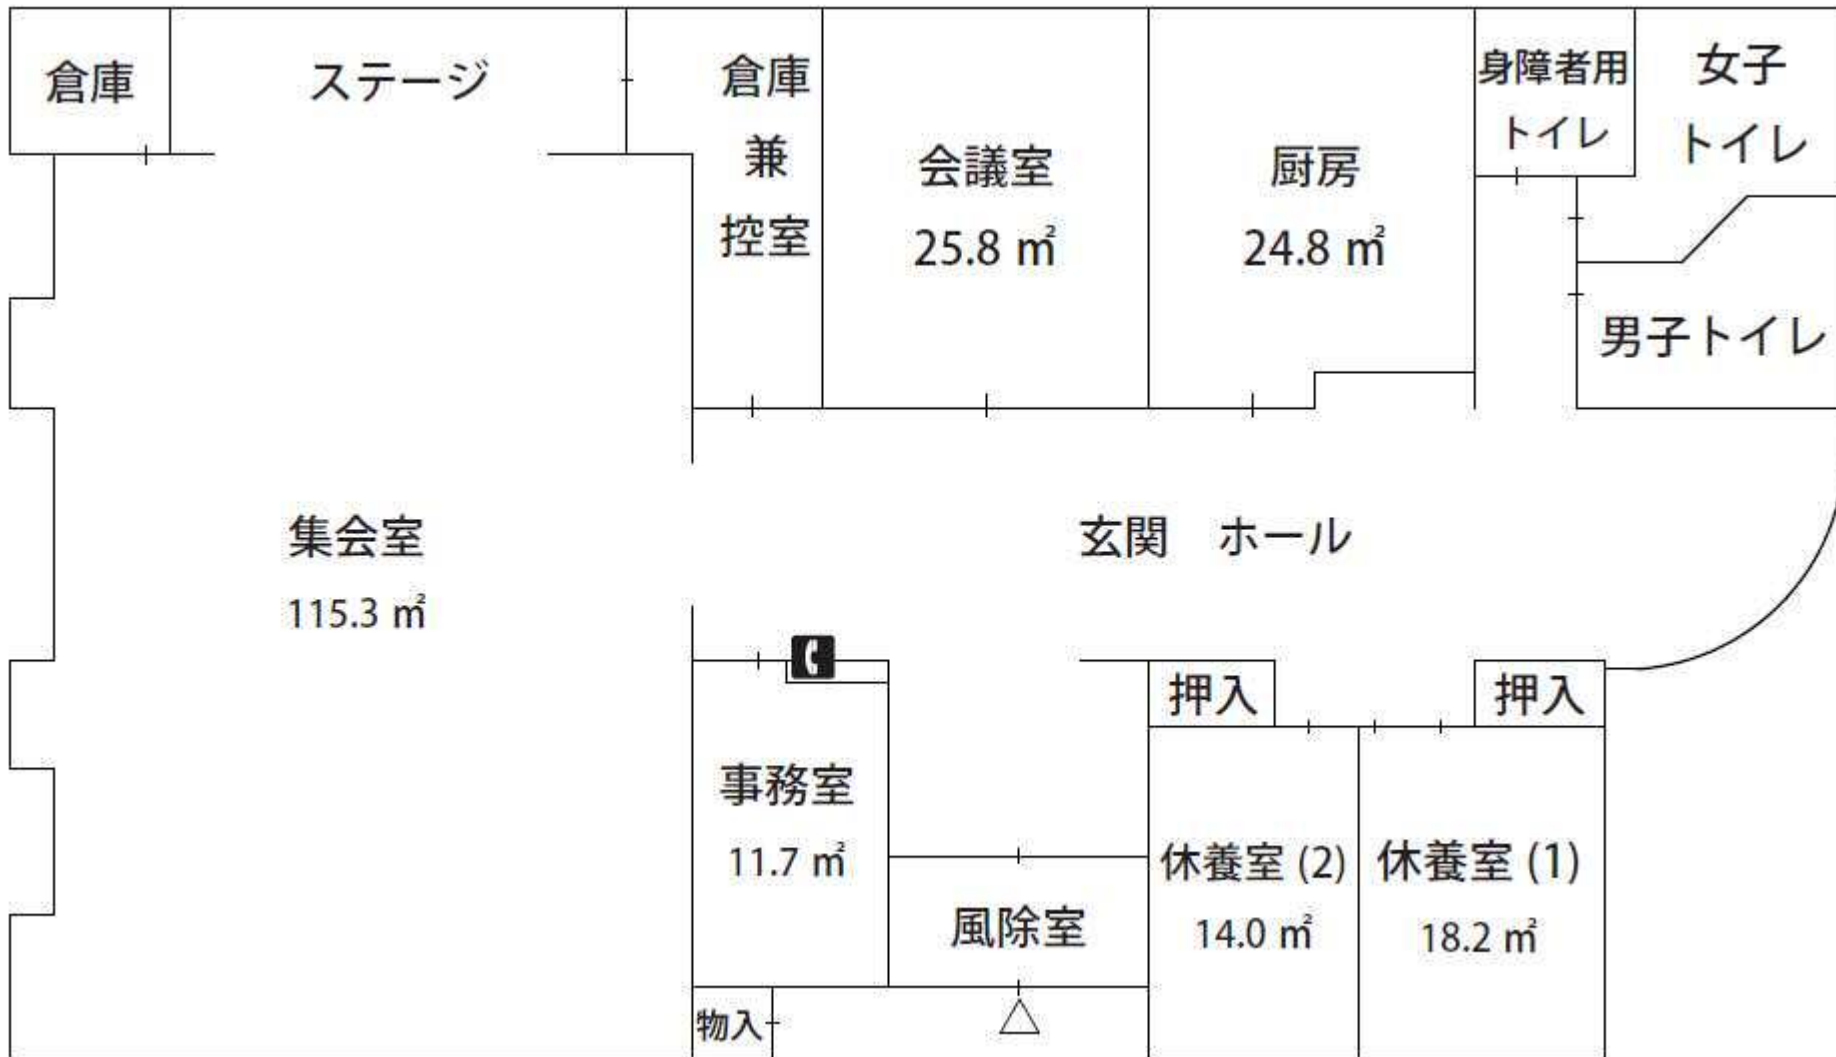 倉庫
ステージ
倉庫
兼
控室
会議室
25.8 ㎡
厨房
24.8 ㎡
身障者用
トイレ
女子
トイレ
男子トイレ
集会室
115.3 ㎡
玄関　ホール
押入
押入
事務室
11.7 ㎡
風除室
休養室 (2)
14.0 ㎡
休養室 (1)
18.2 ㎡
物入